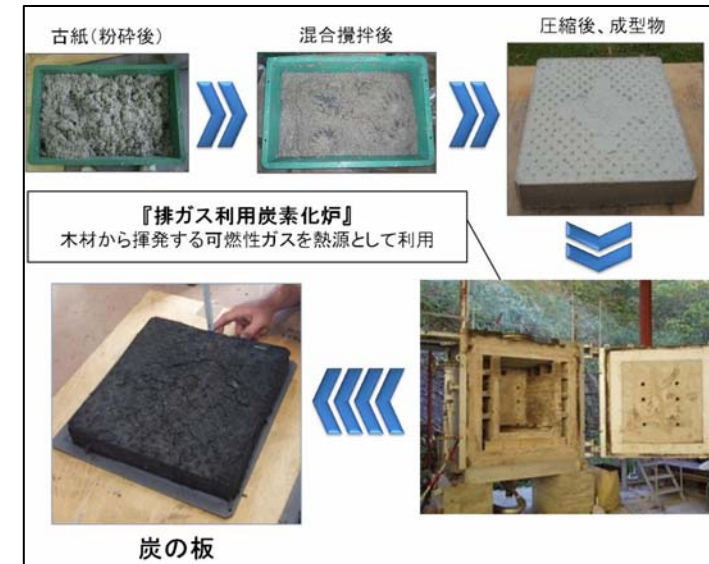 古紙(粉砕後)
混合攪拌後
圧縮後、成型物
『排ガス利用炭素化炉』
木材から揮発する可燃性ガスを熱源として利用
炭の板